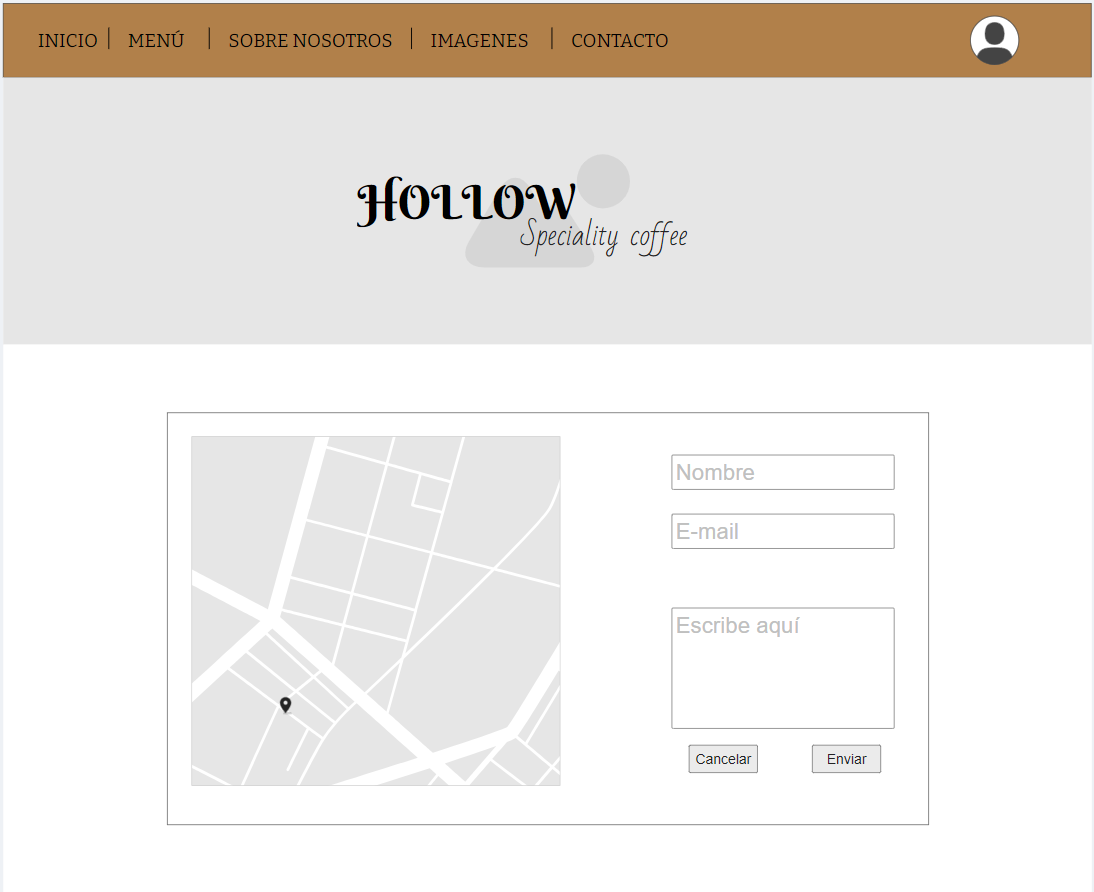 INICIO | MENÚ | SOBRE NOSOTROS | IMAGENES | CONTACTO
HOLLOW
Speciality coffee
Nombre
E-mail
Escribe aquí
Cancelar Enviar